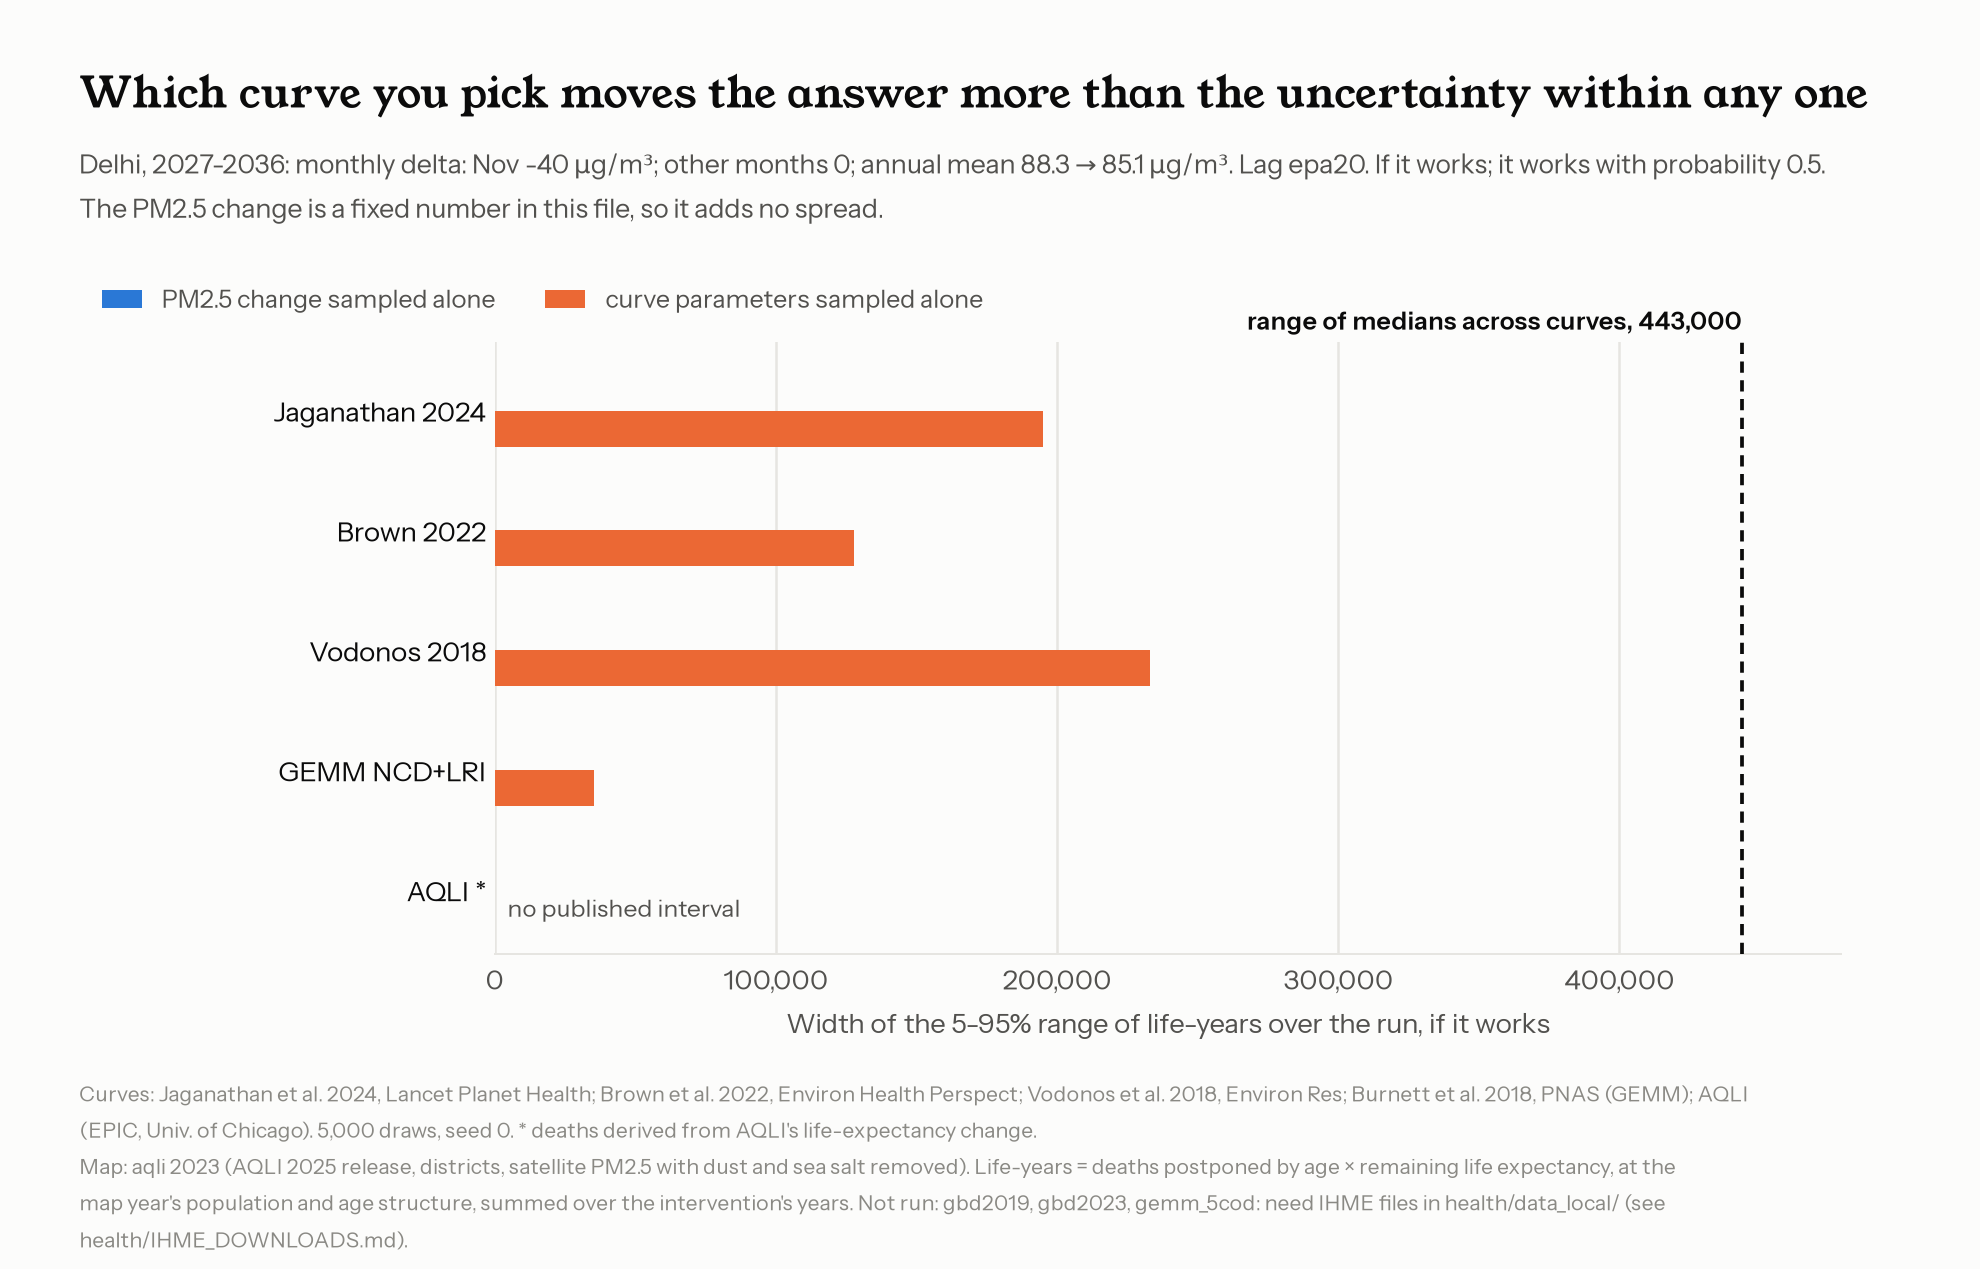 Which curve you pick moves the answer more than the uncertainty within any one
Delhi, 2027-2036: monthly delta: Nov -40 µg/m³; other months 0; annual mean 88.3 → 85.1 µg/m³. Lag epa20. If it works; it works with probability 0.5.
The PM2.5 change is a fixed number in this file, so it adds no spread.
PM2.5 change sampled alone
curve parameters sampled alone
range of medians across curves, 443,000
Jaganathan 2024
Brown 2022
Vodonos 2018
GEMM NCD+LRI
AQLI *
no published interval
0
100,000
200,000
300,000
400,000
Width of the 5–95% range of life-years over the run, if it works
Curves: Jaganathan et al. 2024, Lancet Planet Health; Brown et al. 2022, Environ Health Perspect; Vodonos et al. 2018, Environ Res; Burnett et al. 2018, PNAS (GEMM); AQLI
(EPIC, Univ. of Chicago). 5,000 draws, seed 0. * deaths derived from AQLI's life-expectancy change.
Map: aqli 2023 (AQLI 2025 release, districts, satellite PM2.5 with dust and sea salt removed). Life-years = deaths postponed by age × remaining life expectancy, at the
map year's population and age structure, summed over the intervention's years. Not run: gbd2019, gbd2023, gemm_5cod: need IHME files in health/data_local/ (see
health/IHME_DOWNLOADS.md).